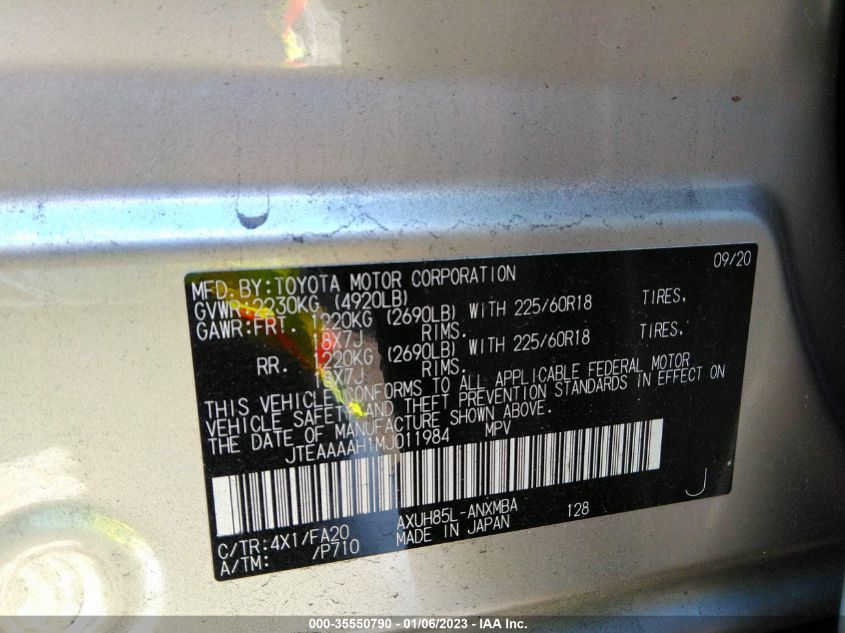 09/20
MFD. BY:TOYOTA MOTOR CORPORATION
GVWR 2230KG (4920LB)
GAWR:FRT. 1220KG (2690LB) WITH 225/60R18 TIRES,
18X7J RIMS.
RR. 1220KG (2690LB) WITH 225/60R18 TIRES,
18X7J RIMS.
THIS VEHICLE CONFORMS TO ALL APPLICABLE FEDERAL MOTOR
VEHICLE SAFETY AND THEFT PREVENTION STANDARDS IN EFFECT ON
THE DATE OF MANUFACTURE SHOWN ABOVE.
JTEAAAAH1MJ011984 MPV
J
C/TR:4X1/FA20 AXUH85L-ANXMBA 128
A/TM: /P710 MADE IN JAPAN
000-35550790 - 01/06/2023 - IAA Inc.